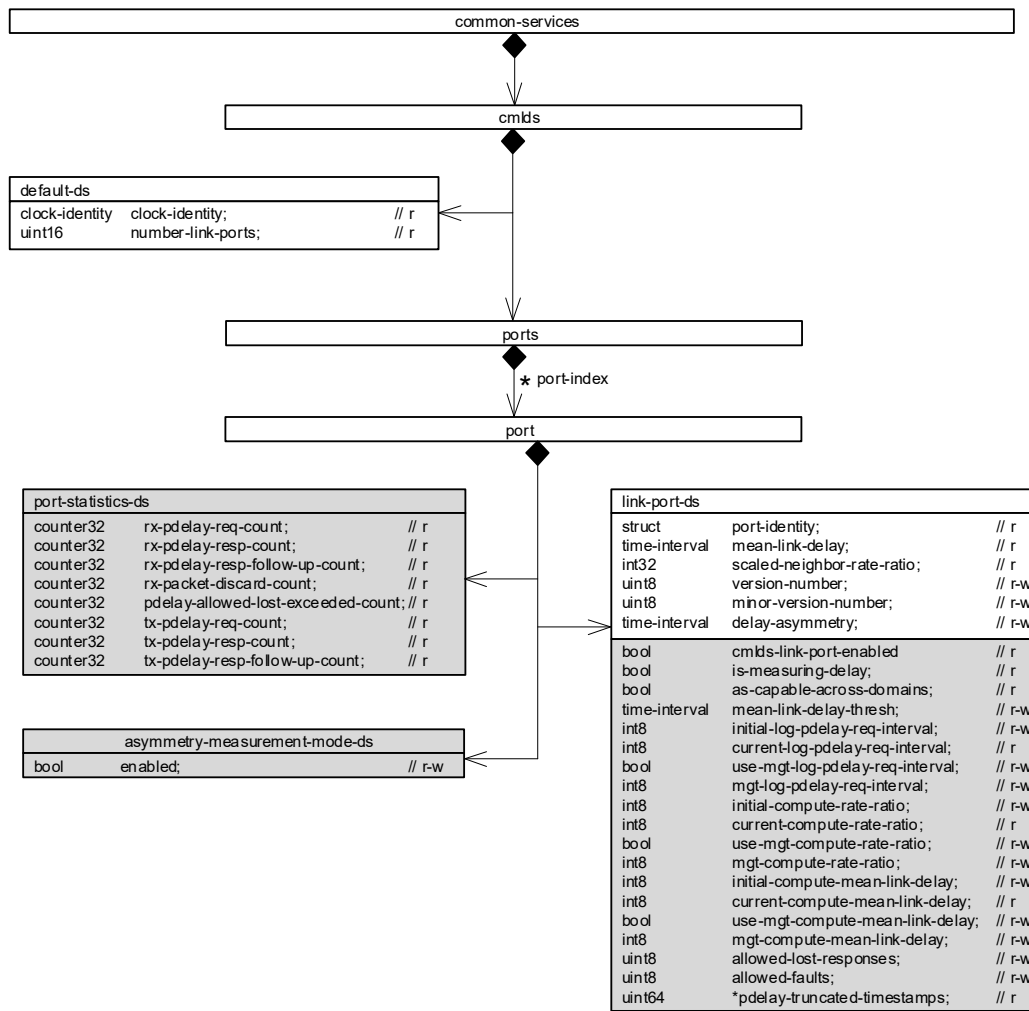 common-services
cmlds
default-ds
clock-identity clock-identity; // r
uint16 number-link-ports; // r
ports
* port-index
port
port-statistics-ds
counter32 rx-pdelay-req-count; // r
counter32 rx-pdelay-resp-count; // r
counter32 rx-pdelay-resp-follow-up-count; // r
counter32 rx-packet-discard-count; // r
counter32 pdelay-allowed-lost-exceeded-count; // r
counter32 tx-pdelay-req-count; // r
counter32 tx-pdelay-resp-count; // r
counter32 tx-pdelay-resp-follow-up-count; // r
asymmetry-measurement-mode-ds
bool enabled; // r-w
link-port-ds
struct port-identity; // r
time-interval mean-link-delay; // r
int32 scaled-neighbor-rate-ratio; // r
uint8 version-number; // r-w
uint8 minor-version-number; // r-w
time-interval delay-asymmetry; // r-w
bool cmlds-link-port-enabled // r
bool is-measuring-delay; // r
bool as-capable-across-domains; // r
time-interval mean-link-delay-thresh; // r-w
int8 initial-log-pdelay-req-interval; // r-w
int8 current-log-pdelay-req-interval; // r
bool use-mgt-log-pdelay-req-interval; // r-w
int8 mgt-log-pdelay-req-interval; // r-w
int8 initial-compute-rate-ratio; // r-w
int8 current-compute-rate-ratio; // r
bool use-mgt-compute-rate-ratio; // r-w
int8 mgt-compute-rate-ratio; // r-w
int8 initial-compute-mean-link-delay; // r-w
int8 current-compute-mean-link-delay; // r
bool use-mgt-compute-mean-link-delay; // r-w
int8 mgt-compute-mean-link-delay; // r-w
uint8 allowed-lost-responses; // r-w
uint8 allowed-faults; // r-w
uint64 *pdelay-truncated-timestamps; // r